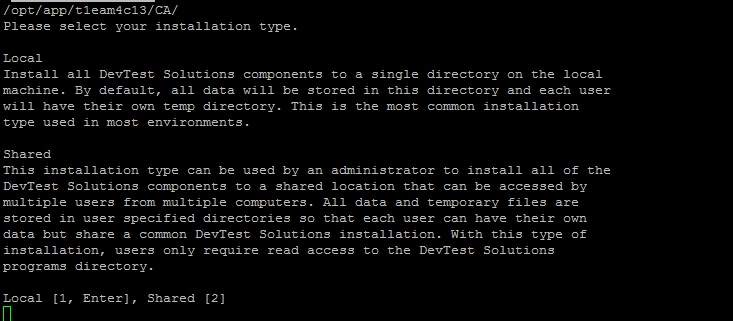 /opt/app/t1eam4c13/CA/
Please select your installation type.
Local
Install all DevTest Solutions components to a single directory on the local
machine. By default, all data will be stored in this directory and each user
will have their own temp directory. This is the most common installation
type used in most environments.
Shared
This installation type can be used by an administrator to install all of the
DevTest Solutions components to a shared location that can be accessed by
multiple users from multiple computers. All data and temporary files are
stored in user specified directories so that each user can have their own
data but share a common DevTest Solutions installation. With this type of
installation, users only require read access to the DevTest Solutions
programs directory.
Local [1, Enter], Shared [2]